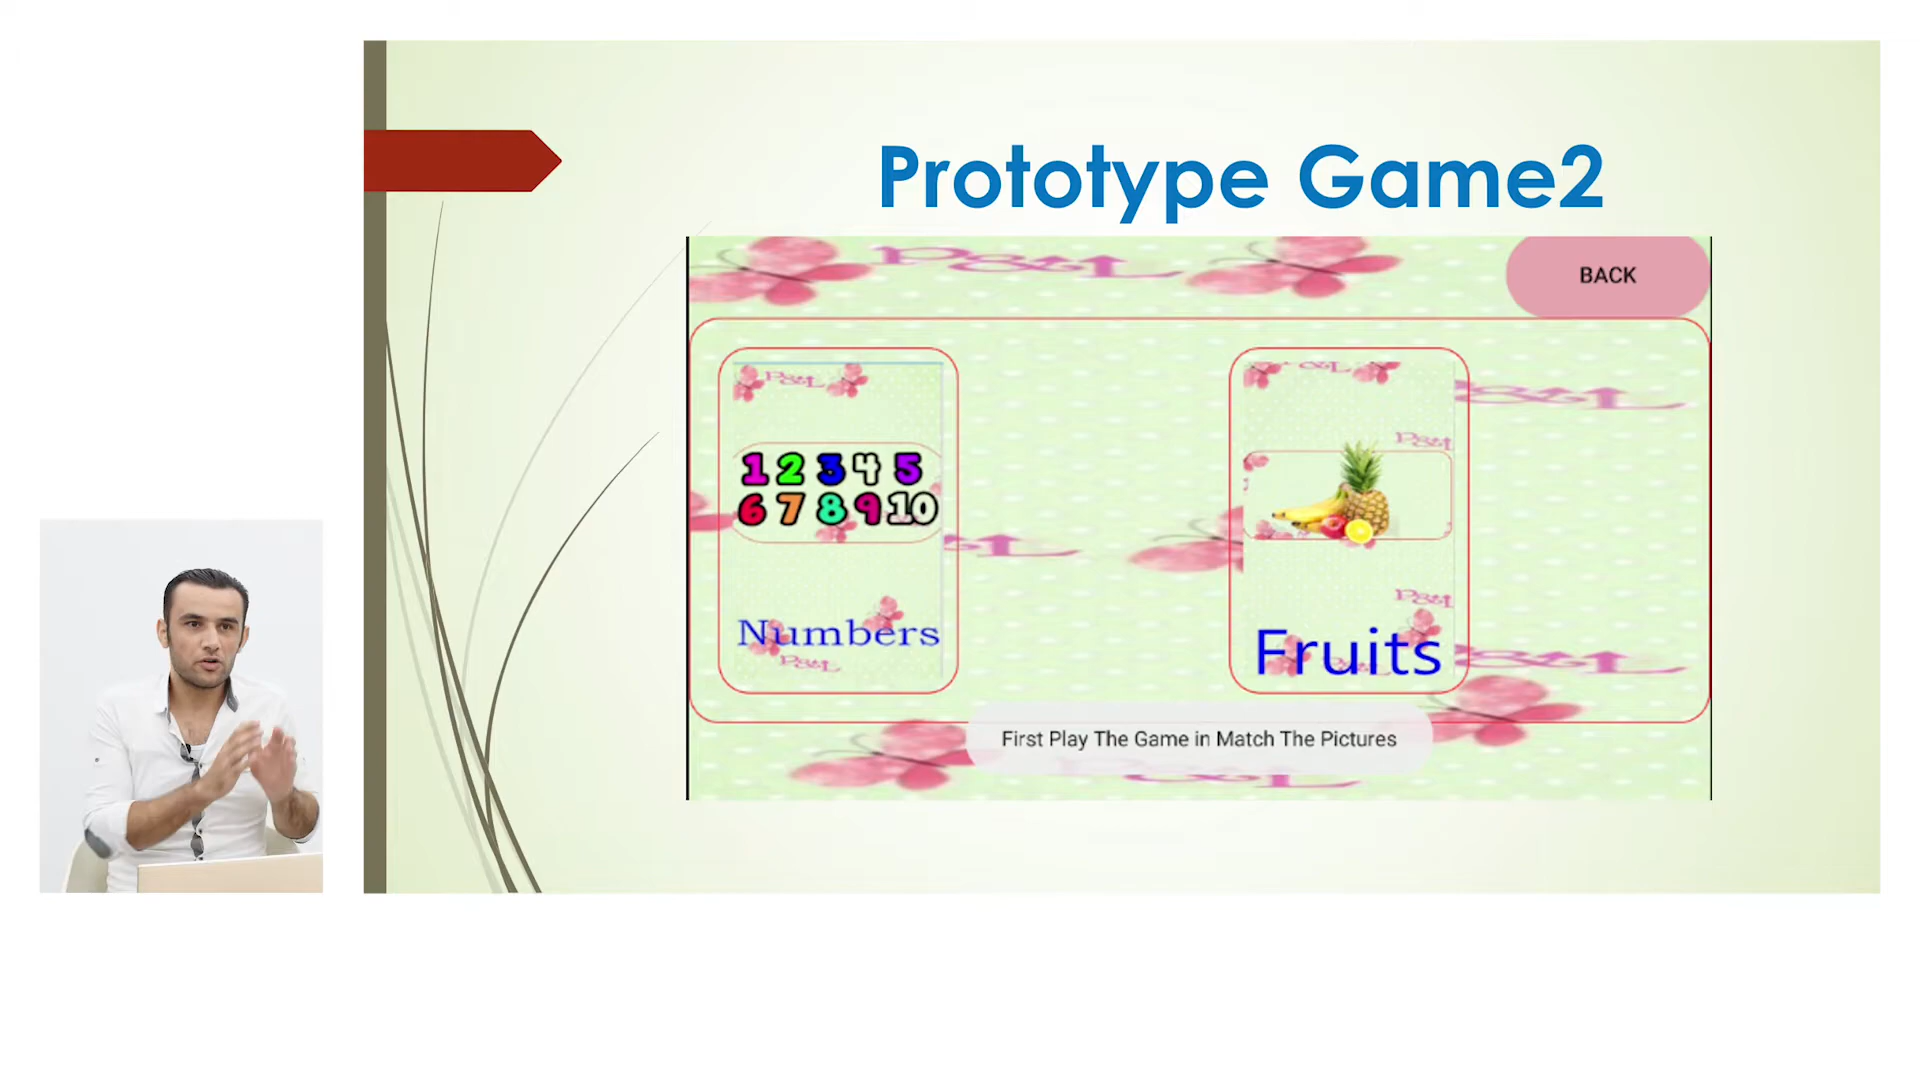 Prototype Game2
P&L
BACK
P&L
P&L
P&L
P&L
1 2 3 4 5
6 7 8 9 10
P&L
Numbers
Fruits
P&L
P&L
First Play The Game in Match The Pictures